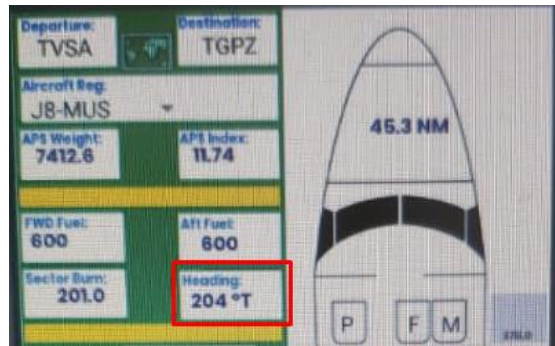 Departure:
TVSA
Destination:
TGPZ
Aircraft Reg:
J8-MUS
APS Weight:
7412.6
APS Index:
11.74
FWD Fuel:
600
Aft Fuel:
600
Sector Burn:
201.0
Heading:
204 °T
45.3 NM
P
F
M